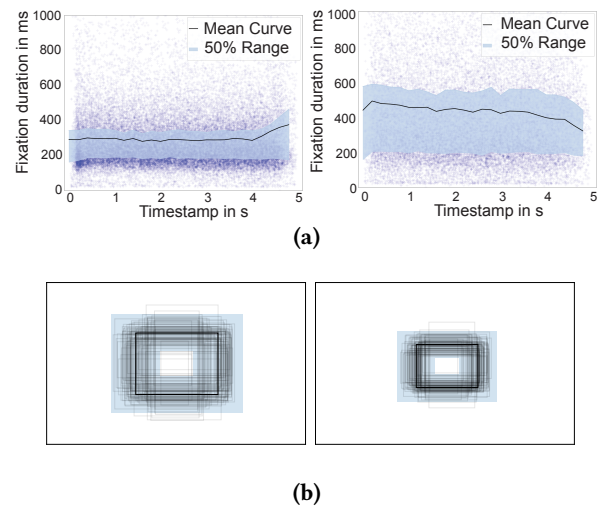 (a)
1000
800
600
400
200
0
Fixation duration in ms
Mean Curve
50% Range
0 1 2 3 4 5
Timestamp in s
1000
800
600
400
200
0
Fixation duration in ms
Mean Curve
50% Range
0 1 2 3 4 5
Timestamp in s
(a)
(b)